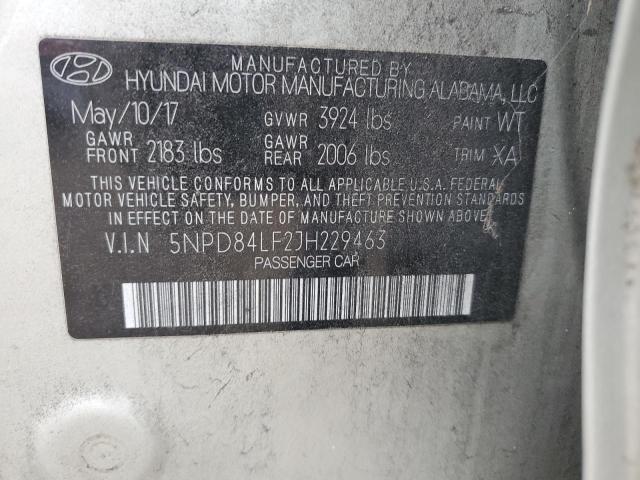 MANUFACTURED BY
HYUNDAI MOTOR MANUFACTURING ALABAMA, LLC
May/10/17 GVWR 3924 lbs PAINT WT
GAWR FRONT 2183 lbs GAWR REAR 2006 lbs TRIM XA
THIS VEHICLE CONFORMS TO ALL APPLICABLE U.S.A. FEDERAL
MOTOR VEHICLE SAFETY, BUMPER, AND THEFT PREVENTION STANDARDS
IN EFFECT ON THE DATE OF MANUFACTURE SHOWN ABOVE.
V.I.N 5NPD84LF2JH229463
PASSENGER CAR